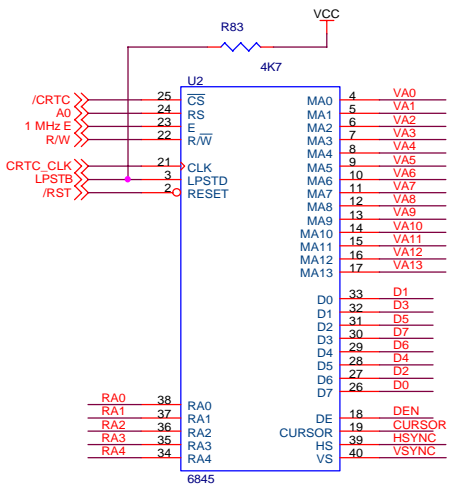 VCC
R83
4K7
U2
/CRTC 25 CS MA0 4 VA0
A0 24 RS MA1 5 VA1
1 MHz E 23 E MA2 6 VA2
R/W 22 R/W MA3 7 VA3
MA4 8 VA4
CRTC_CLK 21 CLK MA5 9 VA5
LPSTB 3 LPSTD MA6 10 VA6
/RST 2 RESET MA7 11 VA7
MA8 12 VA8
MA9 13 VA9
MA10 14 VA10
MA11 15 VA11
MA12 16 VA12
MA13 17 VA13
D0 33 D1
D1 32 D3
D2 31 D5
D3 30 D7
D4 29 D6
D5 28 D4
D6 27 D2
D7 26 D0
RA0 38 RA0
RA1 37 RA1 DE 18 DEN
RA2 36 RA2 CURSOR 19 CURSOR
RA3 35 RA3 HS 39 HSYNC
RA4 34 RA4 VS 40 VSYNC
6845